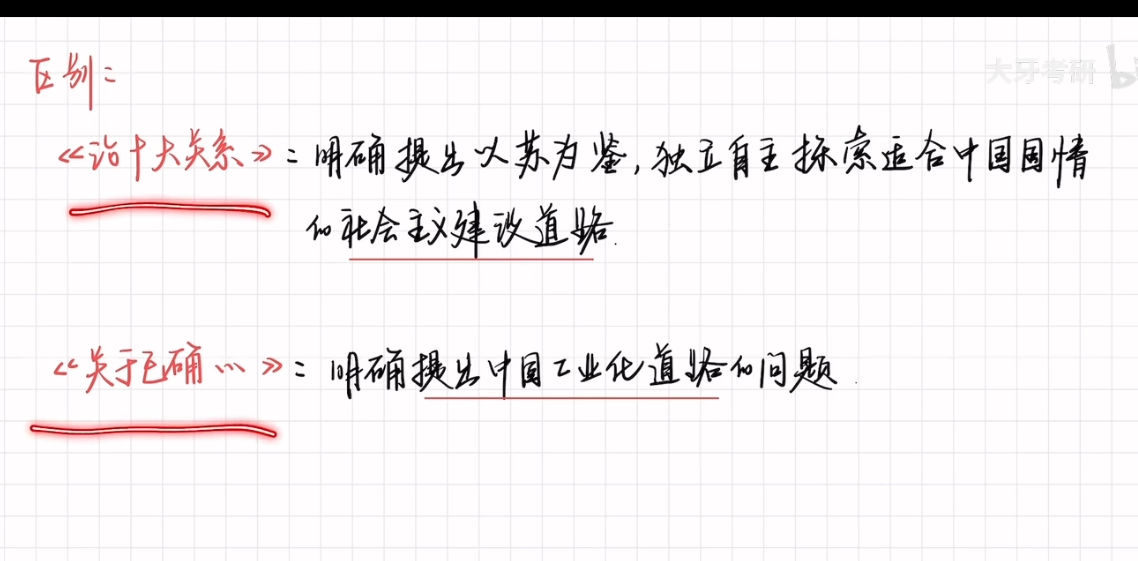 区别：
大牙考研
《论十大关系》：明确提出以苏为鉴，独立自主探索适合中国国情
的社会主义建设道路.
《关于正确…》：明确提出中国工业化道路的问题.